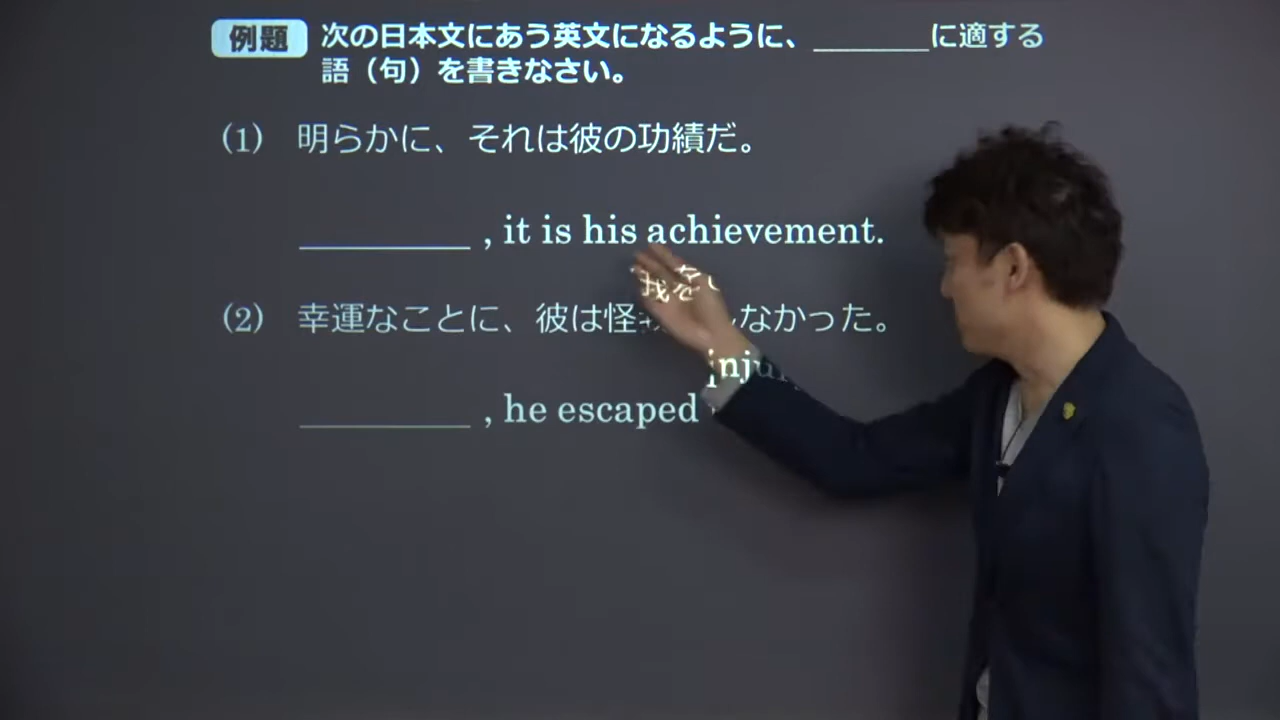 例題 次の日本文にあう英文になるように、________に適する
語（句）を書きなさい。
(1) 明らかに、それは彼の功績だ。
__________ , it is his achievement.
(2) 幸運なことに、彼は怪我をしなかった。
__________ , he escaped